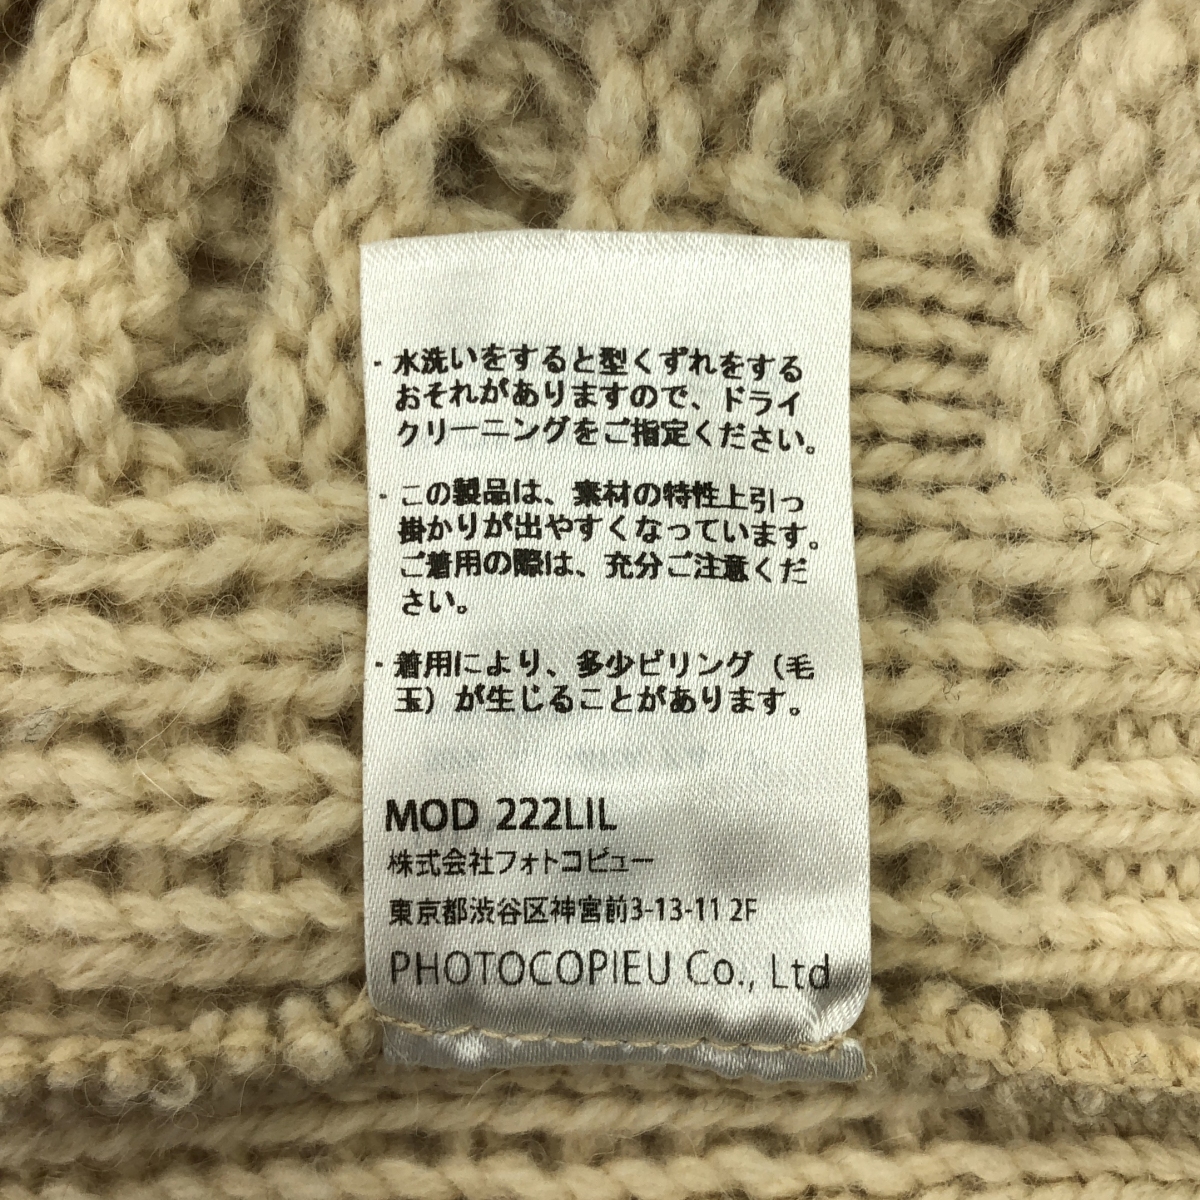 ・水洗いをすると型くずれをする
おそれがありますので、ドライ
クリーニングをご指定ください。
・この製品は、素材の特性上引っ
掛かりが出やすくなっています。
ご着用の際は、充分ご注意くだ
さい。
・着用により、多少ピリング（毛
玉）が生じることがあります。
MOD 222LIL
株式会社フォトコピュー
東京都渋谷区神宮前3-13-11 2F
PHOTOCOPIEU Co., Ltd